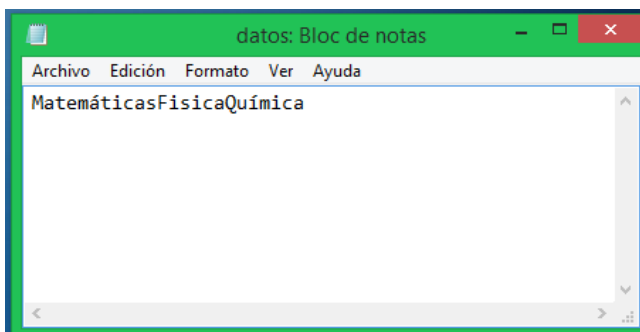 datos: Bloc de notas
Archivo Edición Formato Ver Ayuda
MatemáticasFisicaQuímica